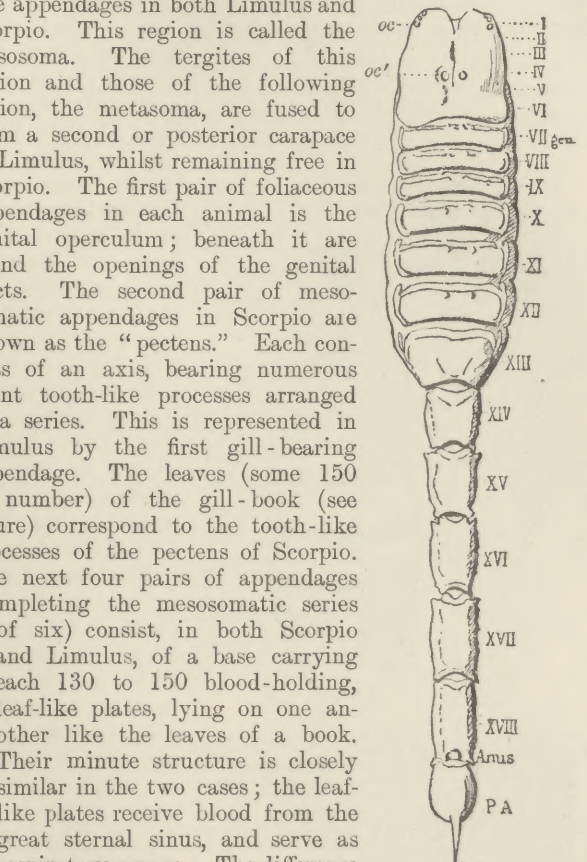 e appendages in both Limulus and
orpio. This region is called the
sosoma. The tergites of this
ion and those of the following
ion, the metasoma, are fused to
m a second or posterior carapace
Limulus, whilst remaining free in
orpio. The first pair of foliaceous
pendages in each animal is the
nital operculum; beneath it are
nd the openings of the genital
cts. The second pair of meso-
matic appendages in Scorpio are
own as the “pectens.” Each con-
ts of an axis, bearing numerous
nt tooth-like processes arranged
a series. This is represented in
mulus by the first gill-bearing
pendage. The leaves (some 150
number) of the gill-book (see
ure) correspond to the tooth-like
ocesses of the pectens of Scorpio.
e next four pairs of appendages
mpleting the mesosomatic series
of six) consist, in both Scorpio
and Limulus, of a base carrying
each 130 to 150 blood-holding,
leaf-like plates, lying on one an-
other like the leaves of a book.
Their minute structure is closely
similar in the two cases; the leaf-
like plates receive blood from the
great sternal sinus, and serve as
The difference
oc
oc'
I
II
III
IV
V
VI
VII gen
VIII
IX
X
XI
XII
XIII
XIV
XV
XVI
XVII
XVIII
Anus
PA